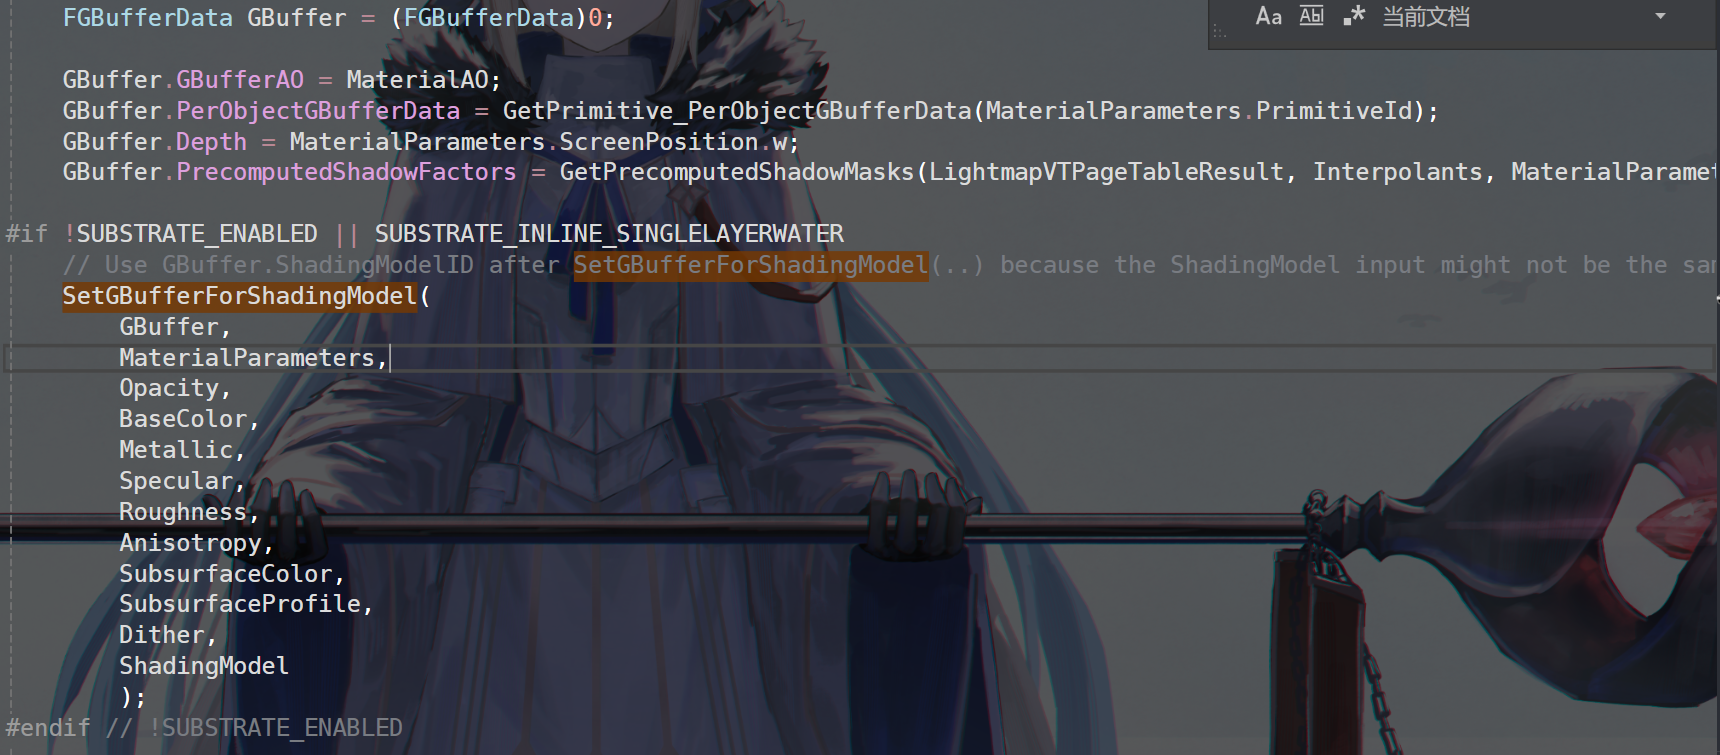 FGBufferData GBuffer = (FGBufferData)0;
Aa Abl .* 当前文档
GBuffer.GBufferAO = MaterialAO;
GBuffer.PerObjectGBufferData = GetPrimitive_PerObjectGBufferData(MaterialParameters.PrimitiveId);
GBuffer.Depth = MaterialParameters.ScreenPosition.w;
GBuffer.PrecomputedShadowFactors = GetPrecomputedShadowMasks(LightmapVTPageTableResult, Interpolants,
#if !SUBSTRATE_ENABLED || SUBSTRATE_INLINE_SINGLELAYERWATER
// Use GBuffer.ShadingModelID after SetGBufferForShadingModel(..) because the ShadingModel input might not be the
SetGBufferForShadingModel(
GBuffer,
MaterialParameters,
Opacity,
BaseColor,
Metallic,
Specular,
Roughness,
Anisotropy,
SubsurfaceColor,
SubsurfaceProfile,
Dither,
ShadingModel
);
#endif // !SUBSTRATE_ENABLED